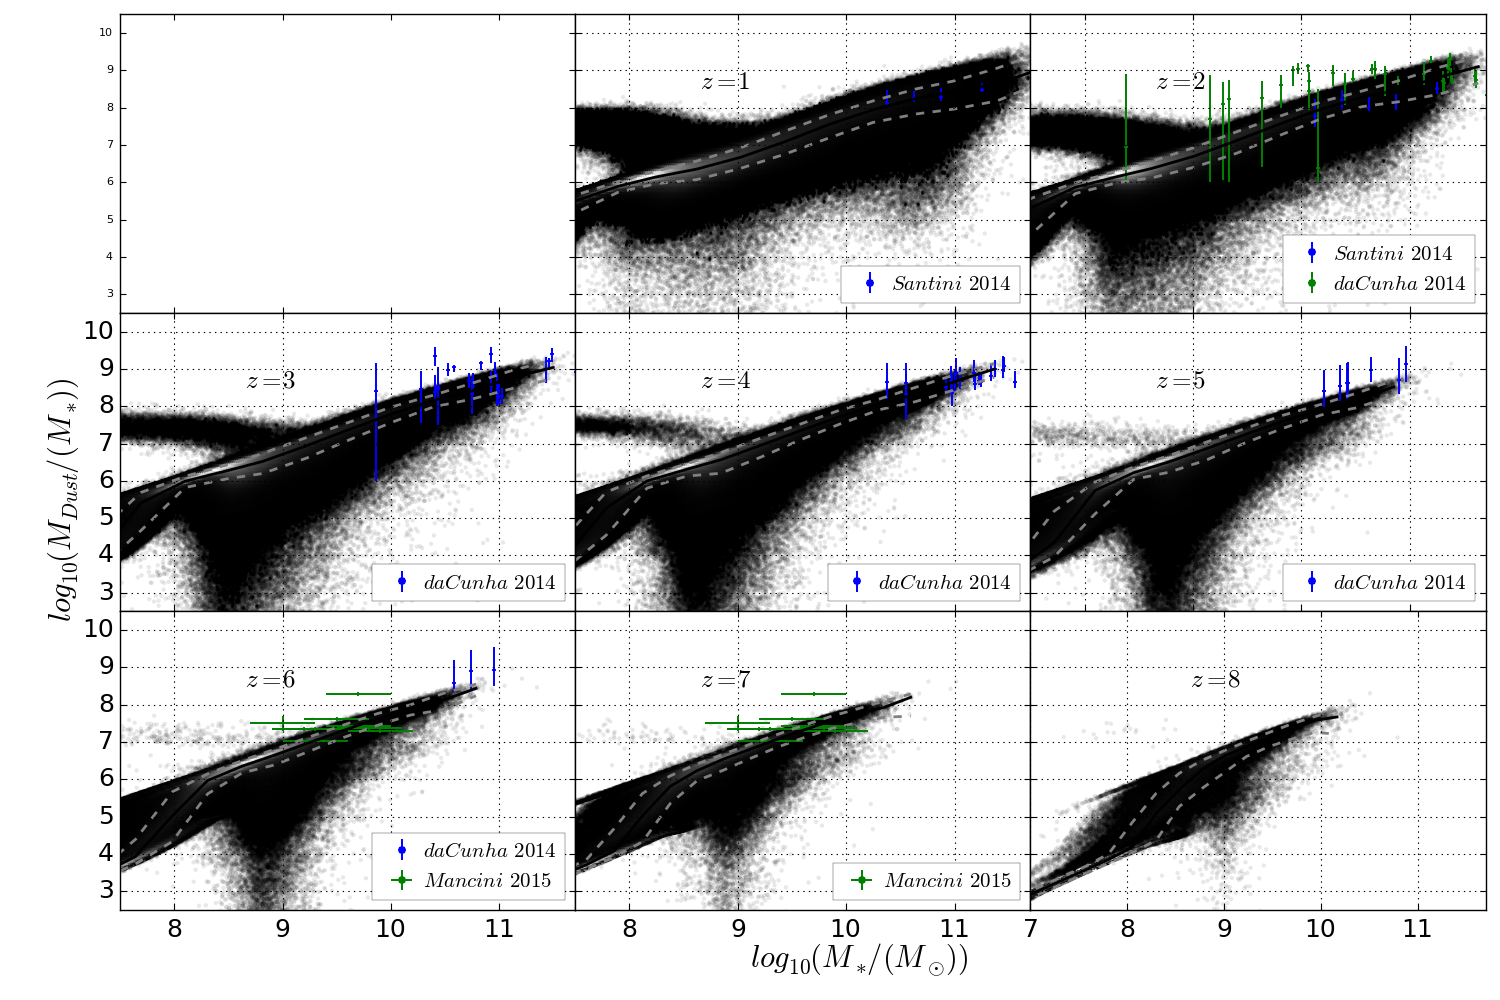 10
9
8
7
6
5
4
3
z=1
Santini 2014
z=2
Santini 2014
daCunha 2014
log10(MDust/(M*))
10
9
8
7
6
5
4
3
z=3
daCunha 2014
z=4
daCunha 2014
z=5
daCunha 2014
10
9
8
7
6
5
4
3
z=6
daCunha 2014
Mancini 2015
z=7
Mancini 2015
z=8
8 9 10 11
8 9 10 11
7 8 9 10 11
log10(M*/(M⊙))